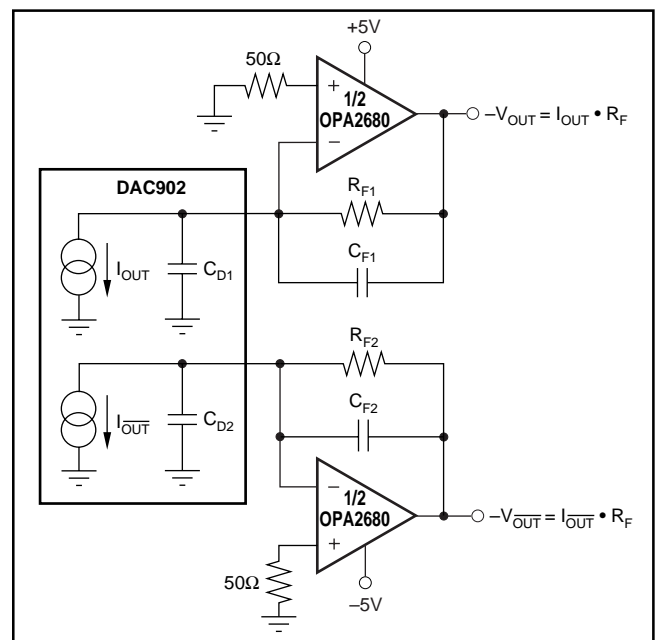 +5V
50Ω
+
1/2
OPA2680
–
–VOUT = IOUT • RF
DAC902
RF1
CF1
IOUT
CD1
RF2
CF2
IOUT
CD2
–
1/2
OPA2680
+
–VOUT = IOUT • RF
50Ω
–5V